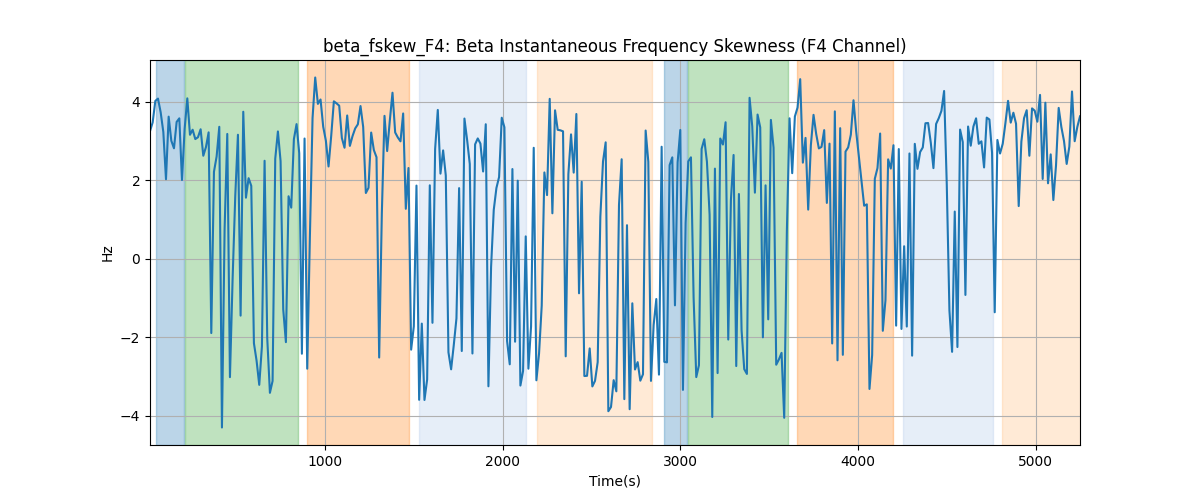 beta_fskew_F4: Beta Instantaneous Frequency Skewness (F4 Channel)
4
2
0
−2
−4
Hz
1000 2000 3000 4000 5000
Time(s)